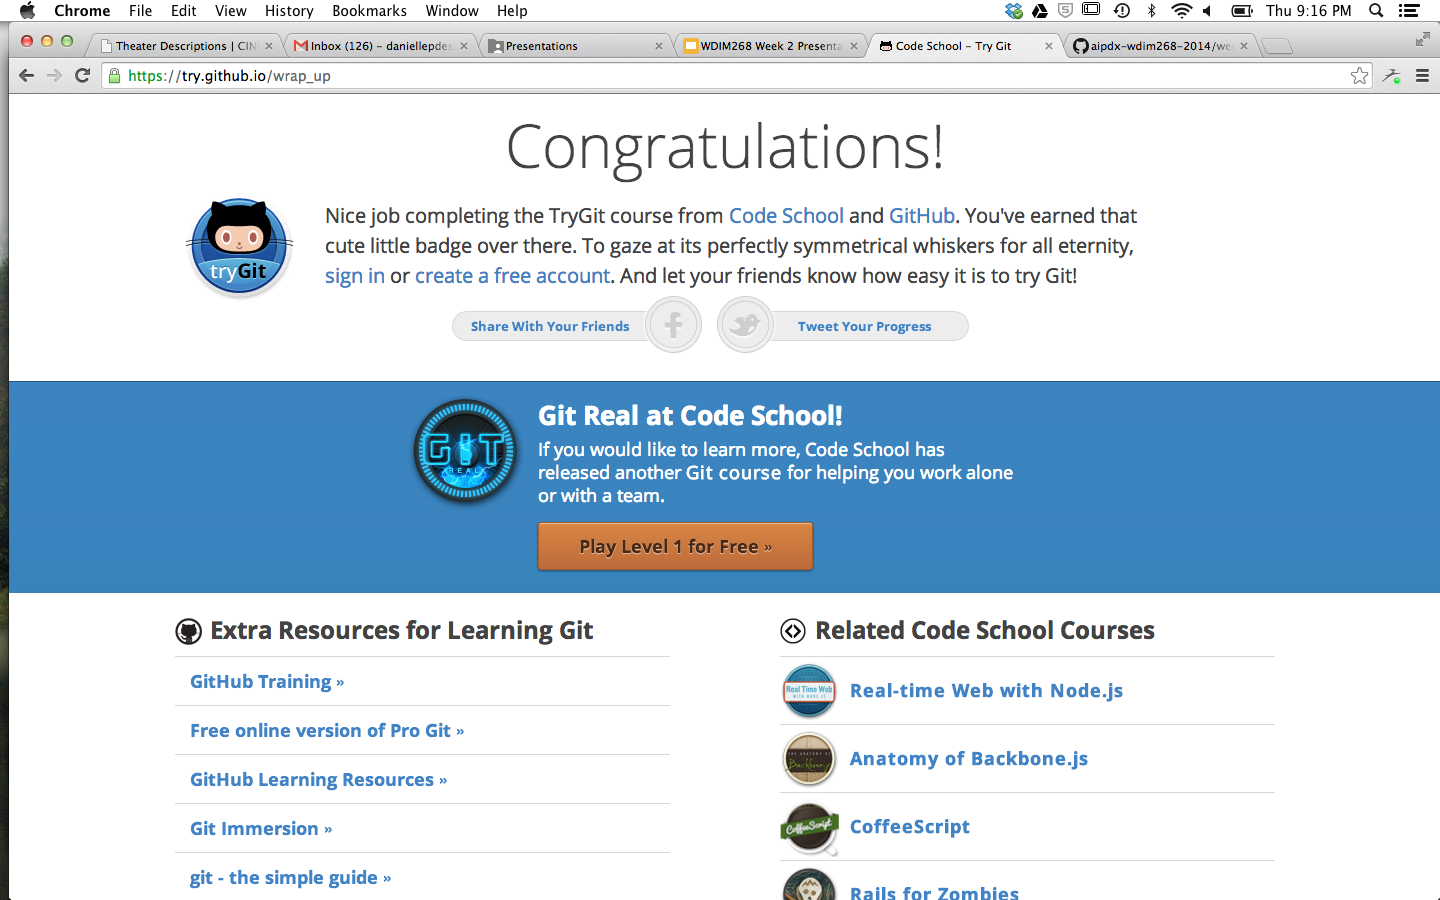 Chrome File Edit View History Bookmarks Window Help Thu 9:16 PM
Theater Descriptions | CIN
Inbox (126) – daniellepdes
Presentations
WDIM268 Week 2 Presenta
Code School – Try Git
aipdx-wdim268-2014/we
https://try.github.io/wrap_up
Congratulations!
tryGit
Nice job completing the TryGit course from Code School and GitHub. You've earned that
cute little badge over there. To gaze at its perfectly symmetrical whiskers for all eternity,
sign in or create a free account. And let your friends know how easy it is to try Git!
Share With Your Friends
Tweet Your Progress
GIT
REAL
Git Real at Code School!
If you would like to learn more, Code School has
released another Git course for helping you work alone
or with a team.
Play Level 1 for Free »
Extra Resources for Learning Git
GitHub Training »
Free online version of Pro Git »
GitHub Learning Resources »
Git Immersion »
git - the simple guide »
Related Code School Courses
Real Time Web
WITH NODE.JS
Real-time Web with Node.js
THE ANATOMY OF
Backbone.js
Anatomy of Backbone.js
CoffeeScript
CoffeeScript
Rails for Zombies